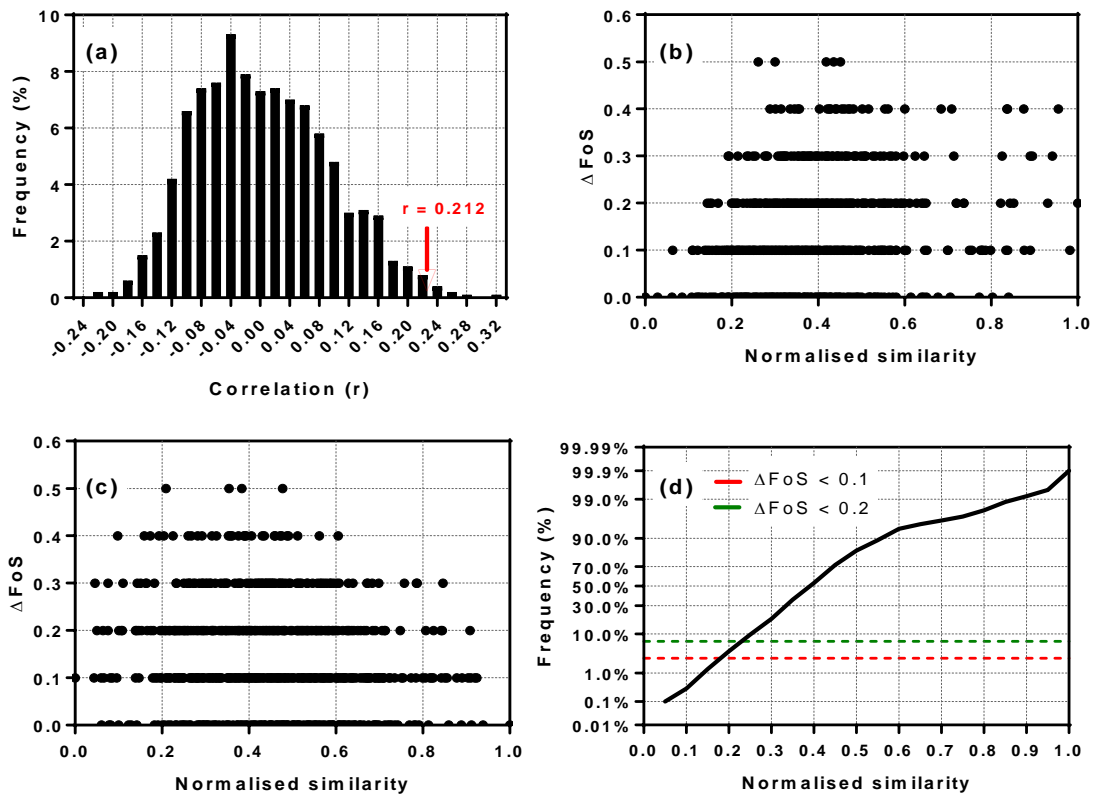 (a)
Frequency (%)
10
8
6
4
2
0
r = 0.212
-0.24 -0.20 -0.16 -0.12 -0.08 -0.04 0.00 0.04 0.08 0.12 0.16 0.20 0.24 0.28 0.32
Correlation (r)
(b)
Δ FoS
0.6
0.5
0.4
0.3
0.2
0.1
0.0
0.0 0.2 0.4 0.6 0.8 1.0
Normalised similarity
(c)
Δ FoS
0.6
0.5
0.4
0.3
0.2
0.1
0.0
0.0 0.2 0.4 0.6 0.8 1.0
Normalised similarity
(d)
ΔFoS < 0.1
ΔFoS < 0.2
Frequency (%)
99.99%
99.9%
99.0%
90.0%
70.0%
50.0%
30.0%
10.0%
1.0%
0.1%
0.01%
0.0 0.1 0.2 0.3 0.4 0.5 0.6 0.7 0.8 0.9 1.0
Normalised similarity